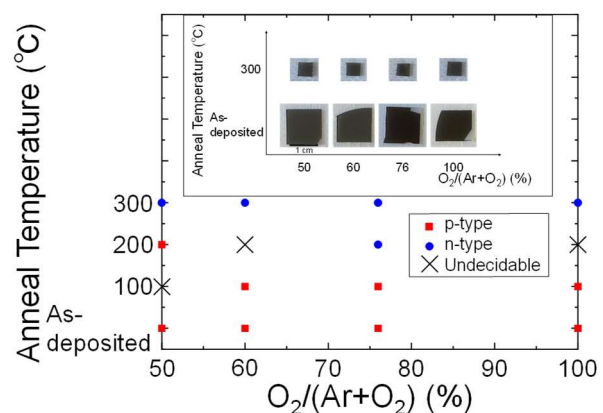 Anneal Temperature (°C)
300
200
100
As-
deposited
50
60
70
80
90
100
O₂/(Ar+O₂) (%)
Anneal Temperature (°C)
300
As-
deposited
1 cm
50
60
76
100
O₂/(Ar+O₂) (%)
p-type
n-type
Undecidable